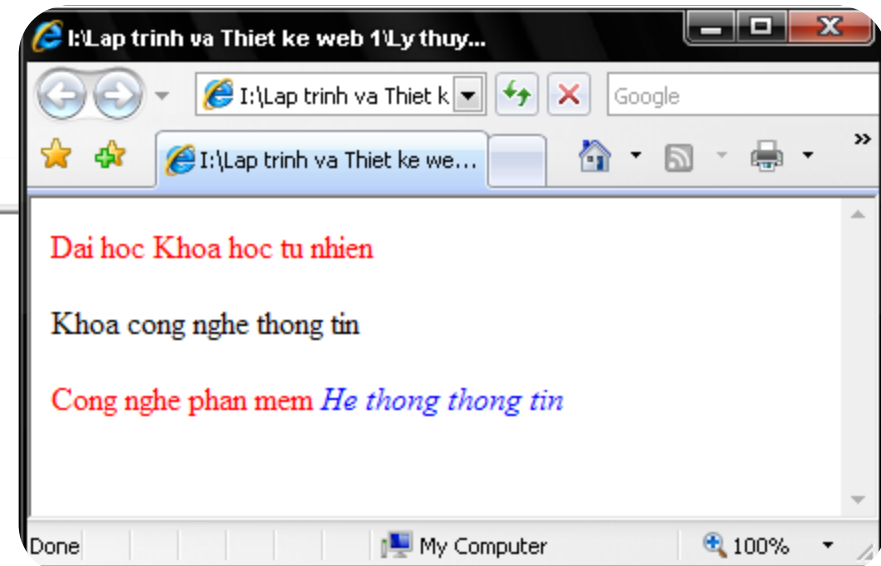 I:\Lap trinh va Thiet ke web 1\Ly thuy...
I:\Lap trinh va Thiet k
Google
I:\Lap trinh va Thiet ke we...
Dai hoc Khoa hoc tu nhien
Khoa cong nghe thong tin
Cong nghe phan mem He thong thong tin
Done
My Computer
100%